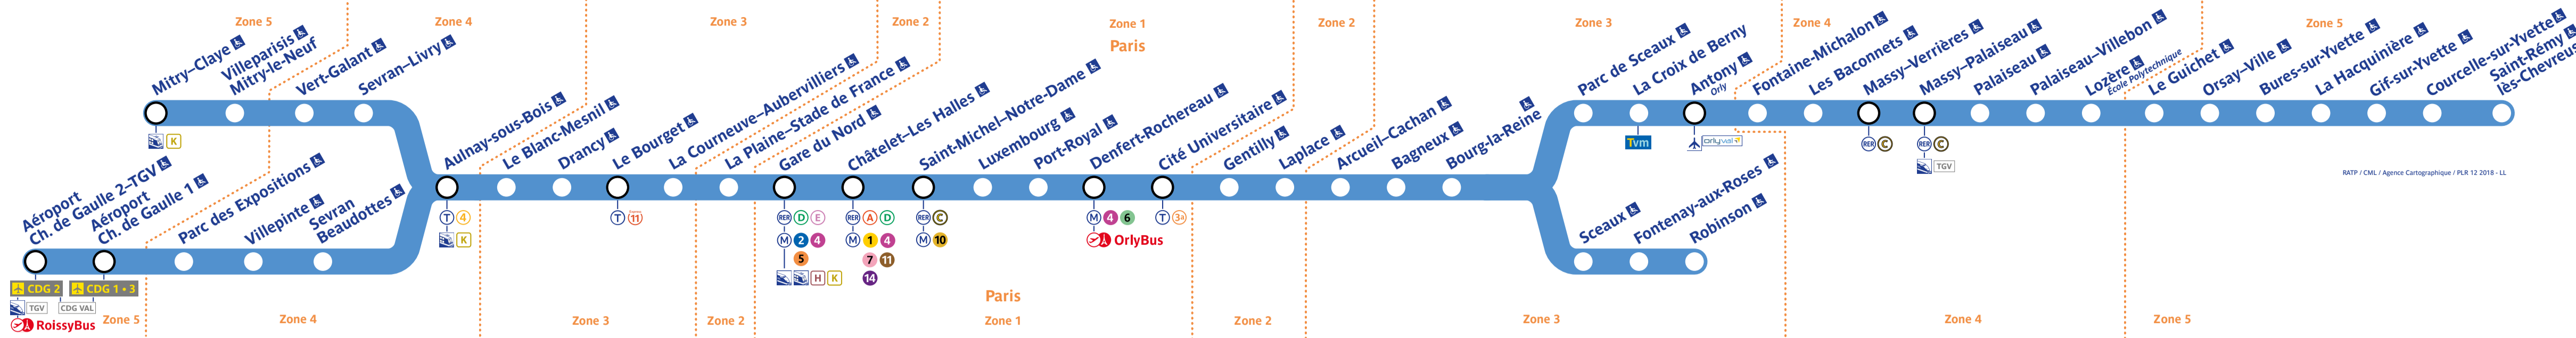 Zone 5
Zone 4
Zone 3
Zone 2
Zone 1
Paris
Zone 2
Zone 3
Zone 4
Zone 5
Mitry–Claye
Villeparisis
Mitry-le-Neuf
Vert-Galant
Sevran–Livry
K
Aéroport
Ch. de Gaulle 2–TGV
Aéroport
Ch. de Gaulle 1
Parc des Expositions
Villepinte
Sevran
Beaudottes
CDG 2
CDG 1 • 3
TGV
CDG VAL
RoissyBus
Aulnay-sous-Bois
T 4
K
Le Blanc-Mesnil
Drancy
Le Bourget
T 11
La Courneuve–Aubervilliers
La Plaine–Stade de France
Gare du Nord
RER D E
M 2 4
5
H K
Châtelet–Les Halles
RER A D
M 1 4
7 11
14
Saint-Michel–Notre-Dame
RER C
M 10
Luxembourg
Port-Royal
Denfert-Rochereau
M 4 6
OrlyBus
Cité Universitaire
T 3a
Gentilly
Laplace
Arcueil–Cachan
Bagneux
Bourg-la-Reine
Parc de Sceaux
La Croix de Berny
Tvm
Antony
Orly
orlyval
Fontaine-Michalon
Les Baconnets
Massy–Verrières
RER C
Massy–Palaiseau
RER C
TGV
Palaiseau
Palaiseau–Villebon
Lozère
École Polytechnique
Le Guichet
Orsay–Ville
Bures-sur-Yvette
La Hacquinière
Gif-sur-Yvette
Courcelle-sur-Yvette
Saint-Rémy
lès-Chevreu
Sceaux
Fontenay-aux-Roses
Robinson
RATP / CML / Agence Cartographique / PLR 12 2018 - LL
Zone 5
Zone 4
Zone 3
Zone 2
Paris
Zone 1
Zone 2
Zone 3
Zone 4
Zone 5